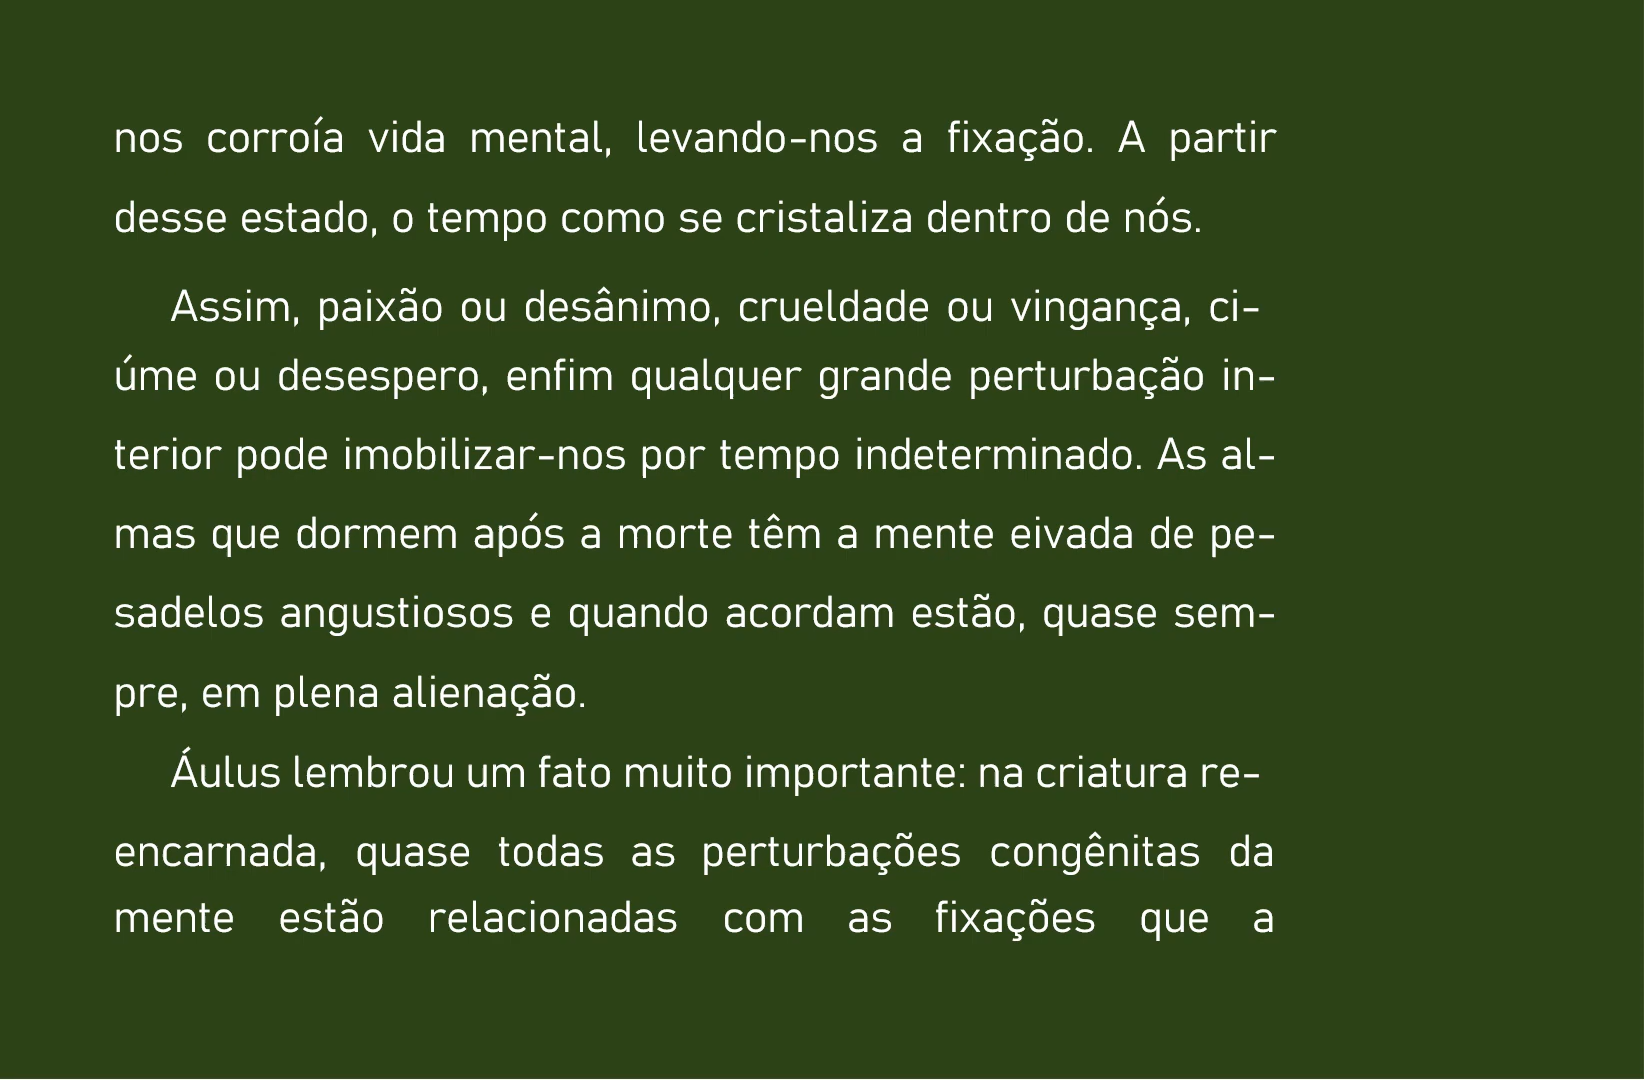 nos corroía vida mental, levando-nos a fixação. A partir
desse estado, o tempo como se cristaliza dentro de nós.
Assim, paixão ou desânimo, crueldade ou vingança, ci-
úme ou desespero, enfim qualquer grande perturbação in-
terior pode imobilizar-nos por tempo indeterminado. As al-
mas que dormem após a morte têm a mente eivada de pe-
sadelos angustiosos e quando acordam estão, quase sem-
pre, em plena alienação.
Áulus lembrou um fato muito importante: na criatura re-
encarnada, quase todas as perturbações congênitas da
mente estão relacionadas com as fixações que a